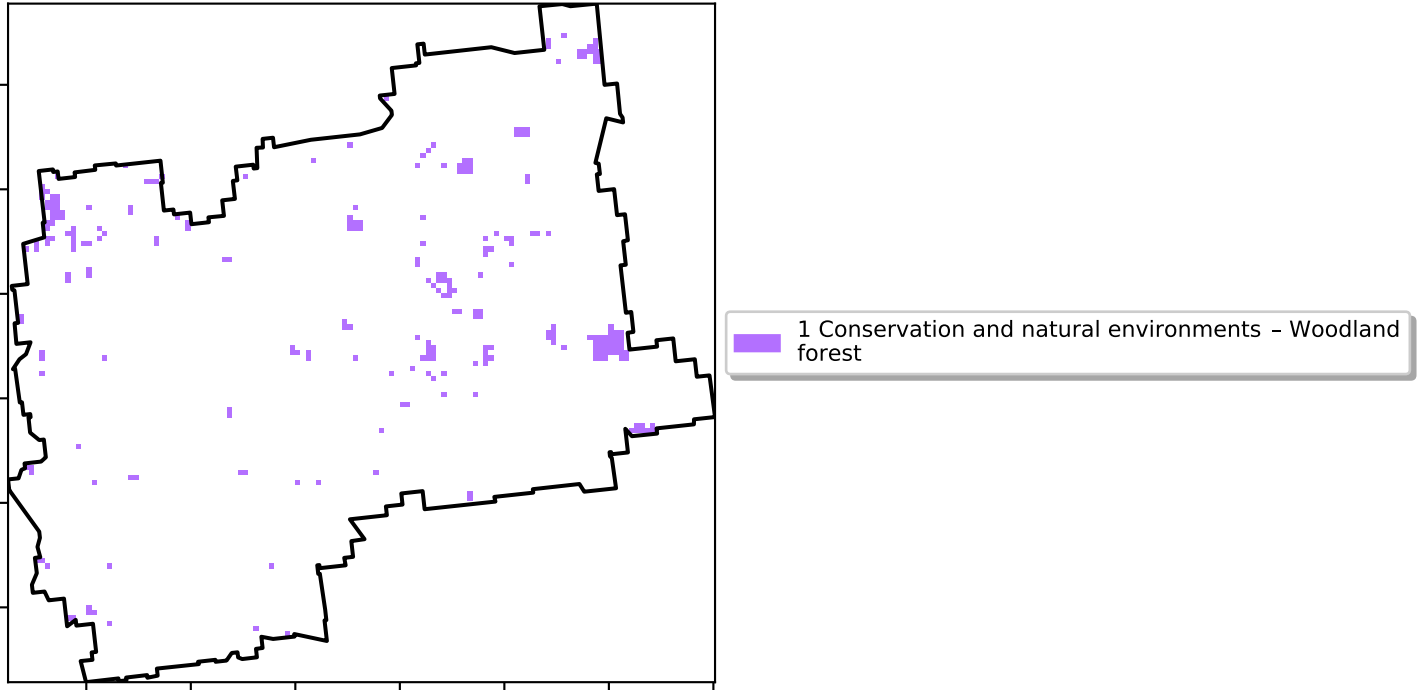 1 Conservation and natural environments – Woodland
forest